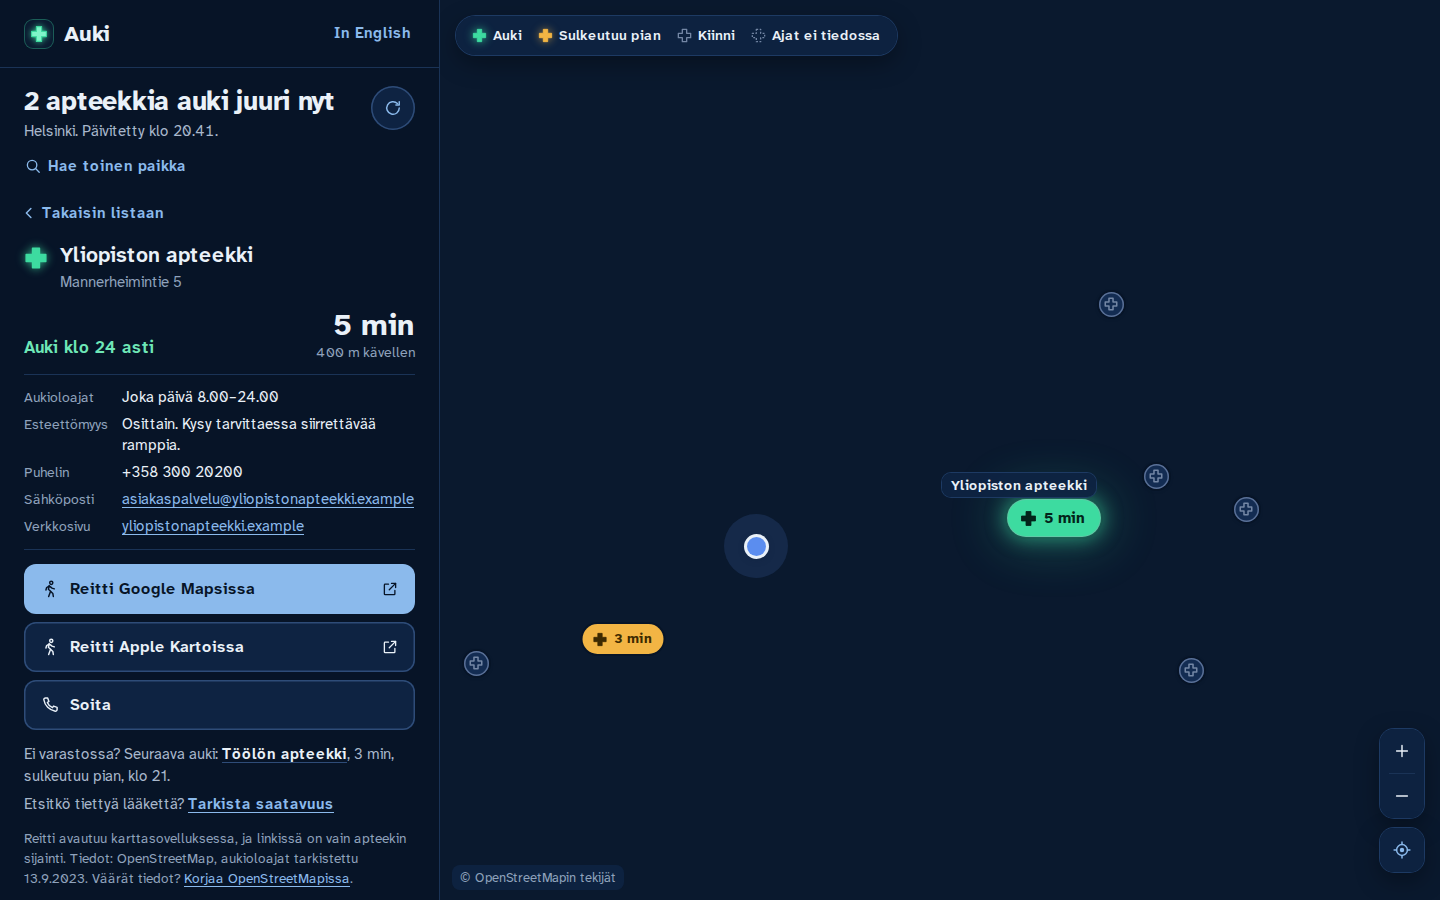 Auki
In English
2 apteekkia auki juuri nyt
Helsinki. Päivitetty klo 20.41.
Hae toinen paikka
Takaisin listaan
Yliopiston apteekki
Mannerheimintie 5
5 min
Auki klo 24 asti
400 m kävellen
Aukioloajat Joka päivä 8.00–24.00
Esteettömyys Osittain. Kysy tarvittaessa siirrettävää
ramppia.
Puhelin +358 300 20200
Sähköposti asiakaspalvelu@yliopistonapteekki.example
Verkkosivu yliopistonapteekki.example
Reitti Google Mapsissa
Reitti Apple Kartoissa
Soita
Ei varastossa? Seuraava auki: Töölön apteekki, 3 min,
sulkeutuu pian, klo 21.
Etsitkö tiettyä lääkettä? Tarkista saatavuus
Reitti avautuu karttasovelluksessa, ja linkissä on vain apteekin
sijainti. Tiedot: OpenStreetMap, aukioloajat tarkistettu
13.9.2023. Väärät tiedot? Korjaa OpenStreetMapissa.
Auki Sulkeutuu pian Kiinni Ajat ei tiedossa
Yliopiston apteekki
5 min
3 min
© OpenStreetMapin tekijät